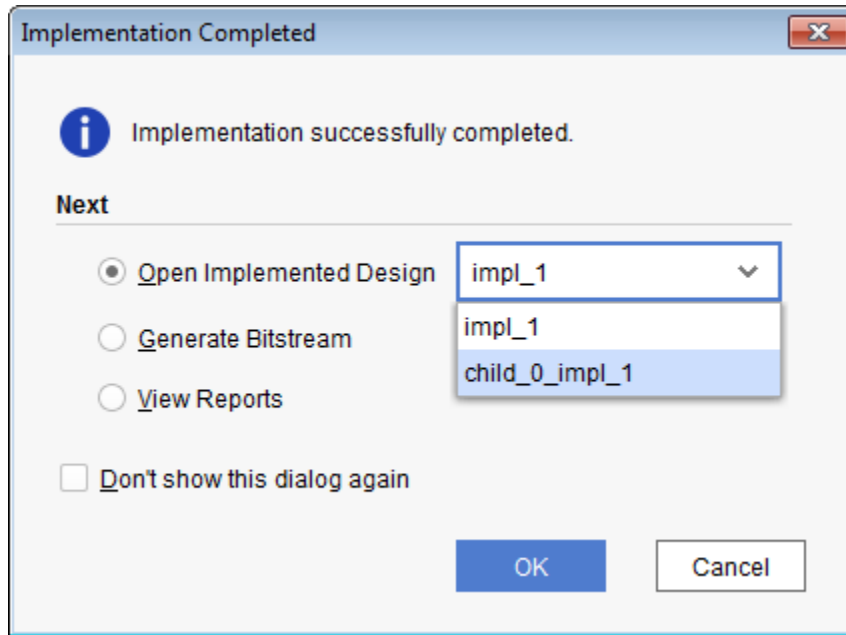 Implementation Completed
Implementation successfully completed.
Next
Open Implemented Design impl_1
impl_1
Generate Bitstream
child_0_impl_1
View Reports
Don't show this dialog again
OK Cancel